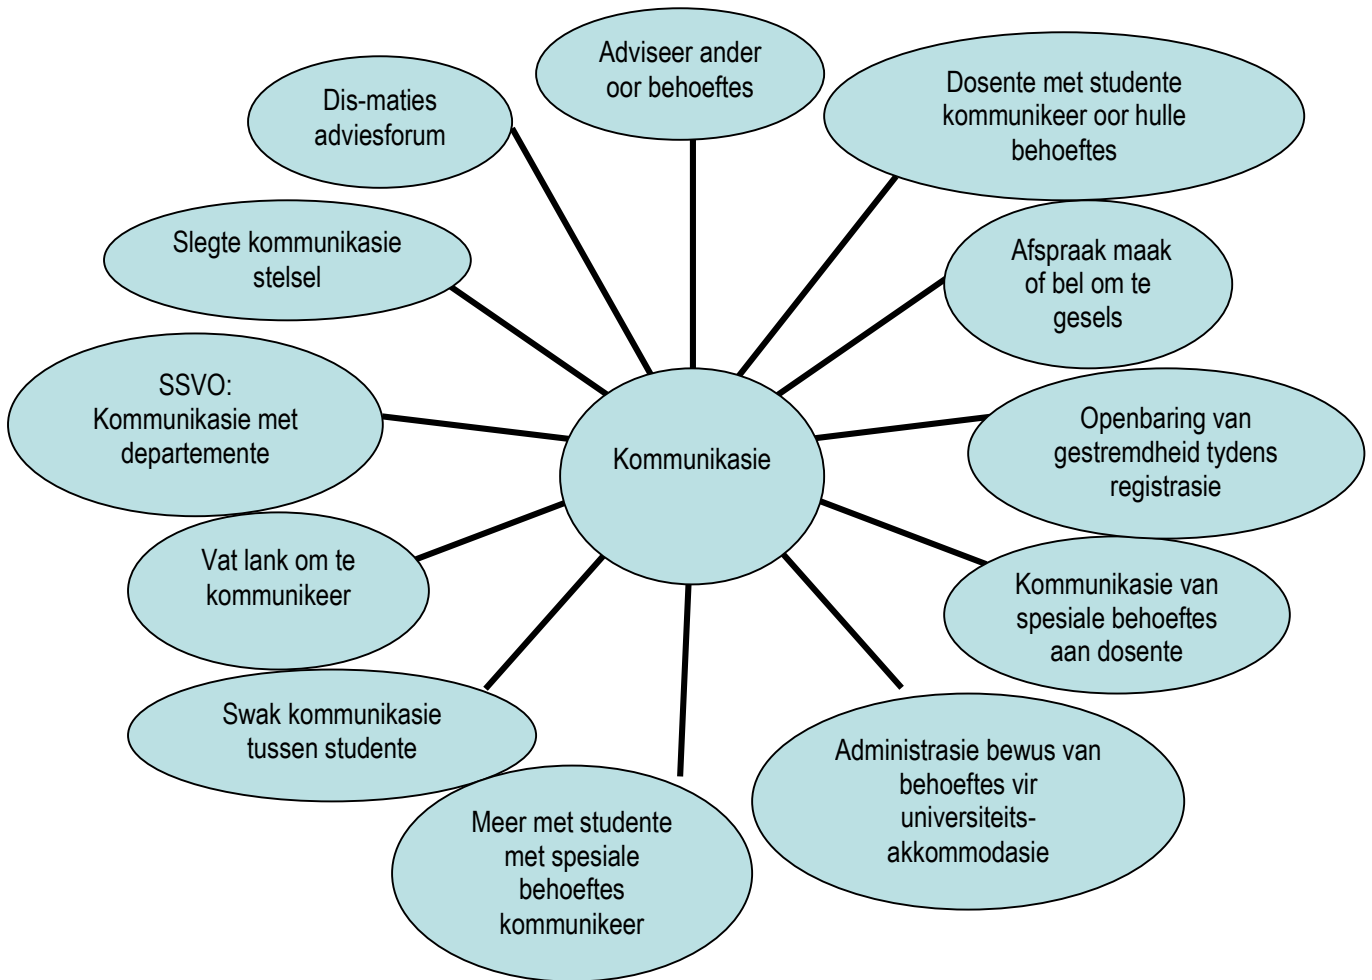 Adviseer ander
oor behoeftes
Dosente met studente
kommunikeer oor hulle
behoeftes
Dis-maties
adviesforum
Slegte kommunikasie
stelsel
Afspraak maak
of bel om te
gesels
SSVO:
Kommunikasie met
departemente
Kommunikasie
Openbaring van
gestremdheid tydens
registrasie
Vat lank om te
kommunikeer
Kommunikasie van
spesiale behoeftes
aan dosente
Swak kommunikasie
tussen studente
Administrasie bewus van
behoeftes vir
universiteits-
akkommodasie
Meer met studente
met spesiale
behoeftes
kommunikeer